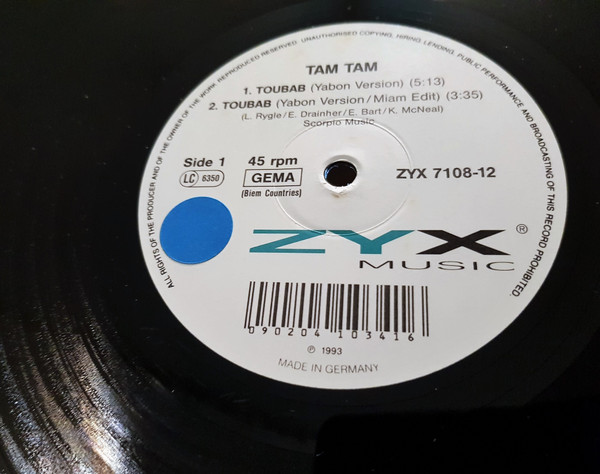 ALL RIGHTS OF THE PRODUCER AND OF THE OWNER OF THE WORK REPRODUCED RESERVED. UNAUTHORISED COPYING, HIRING, LENDING, PUBLIC PERFORMANCE AND BROADCASTING OF THIS RECORD PROHIBITED.
TAM TAM
1. TOUBAB (Yabon Version) (5:13)
2. TOUBAB (Yabon Version/Miam Edit) (3:35)
(L. Rygle/E. Drainher/E. Bart/K. McNeal)
Scorpio Music
Side 1 45 rpm
LC 6350 GEMA ZYX 7108-12
(Biem Countries)
ZYX®
MUSIC
090204 103416
℗ 1993
MADE IN GERMANY